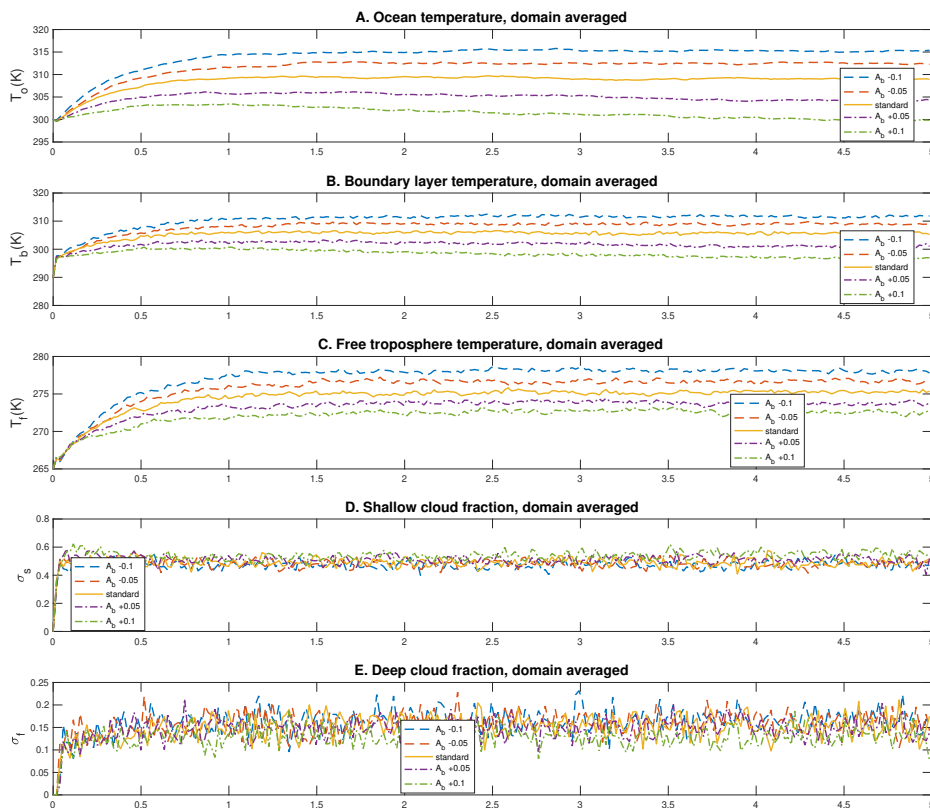 A. Ocean temperature, domain averaged
320
315
310
305
300
295
T_o(K)
0 0.5 1 1.5 2 2.5 3 3.5 4 4.5 5
A_b -0.1
A_b -0.05
standard
A_b +0.05
A_b +0.1
B. Boundary layer temperature, domain averaged
320
310
300
290
280
T_b(K)
0 0.5 1 1.5 2 2.5 3 3.5 4 4.5 5
A_b -0.1
A_b -0.05
standard
A_b +0.05
A_b +0.1
C. Free troposphere temperature, domain averaged
280
275
270
265
T_f(K)
0 0.5 1 1.5 2 2.5 3 3.5 4 4.5 5
A_b -0.1
A_b -0.05
standard
A_b +0.05
A_b +0.1
D. Shallow cloud fraction, domain averaged
0.8
0.6
0.4
0.2
0
σ_s
0 0.5 1 1.5 2 2.5 3 3.5 4 4.5 5
A_b -0.1
A_b -0.05
standard
A_b +0.05
A_b +0.1
E. Deep cloud fraction, domain averaged
0.25
0.2
0.15
0.1
0.05
0
σ_f
0 0.5 1 1.5 2 2.5 3 3.5 4 4.5 5
A_b -0.1
A_b -0.05
standard
A_b +0.05
A_b +0.1